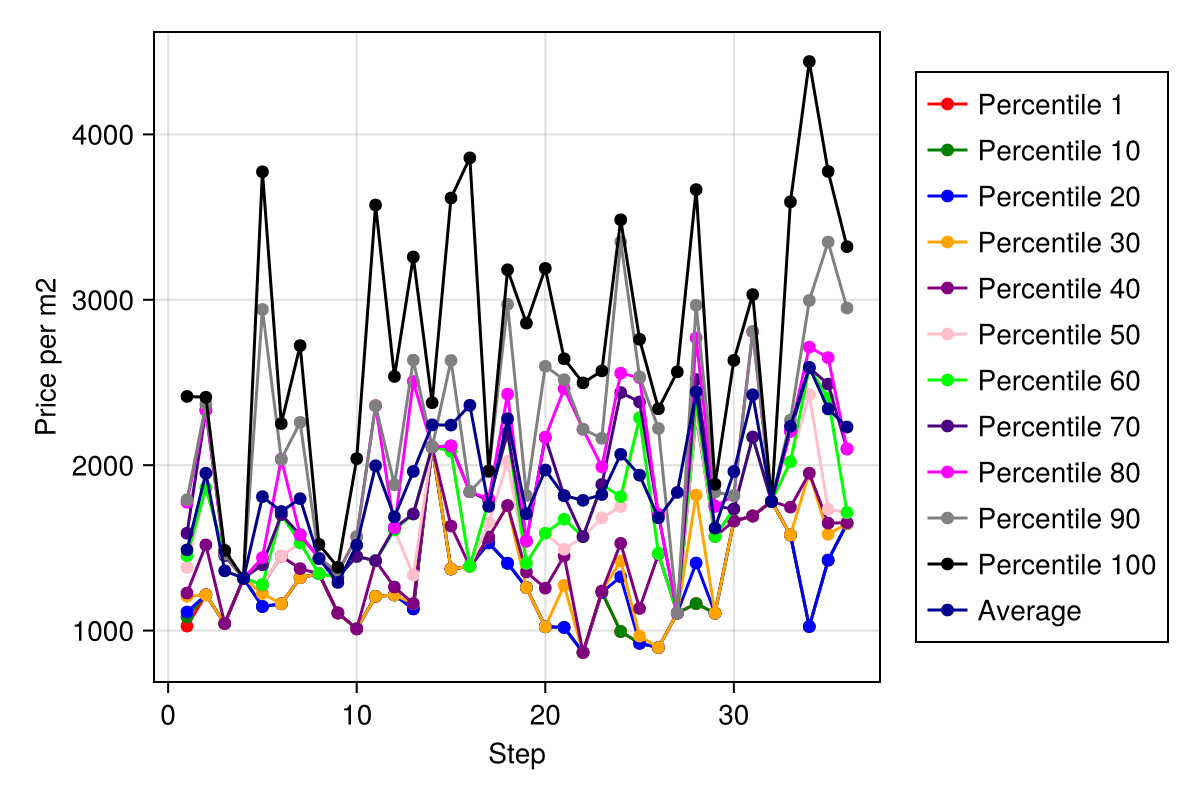 4000
3000
2000
1000
Price per m2
0
10
20
30
Step
Percentile 1
Percentile 10
Percentile 20
Percentile 30
Percentile 40
Percentile 50
Percentile 60
Percentile 70
Percentile 80
Percentile 90
Percentile 100
Average